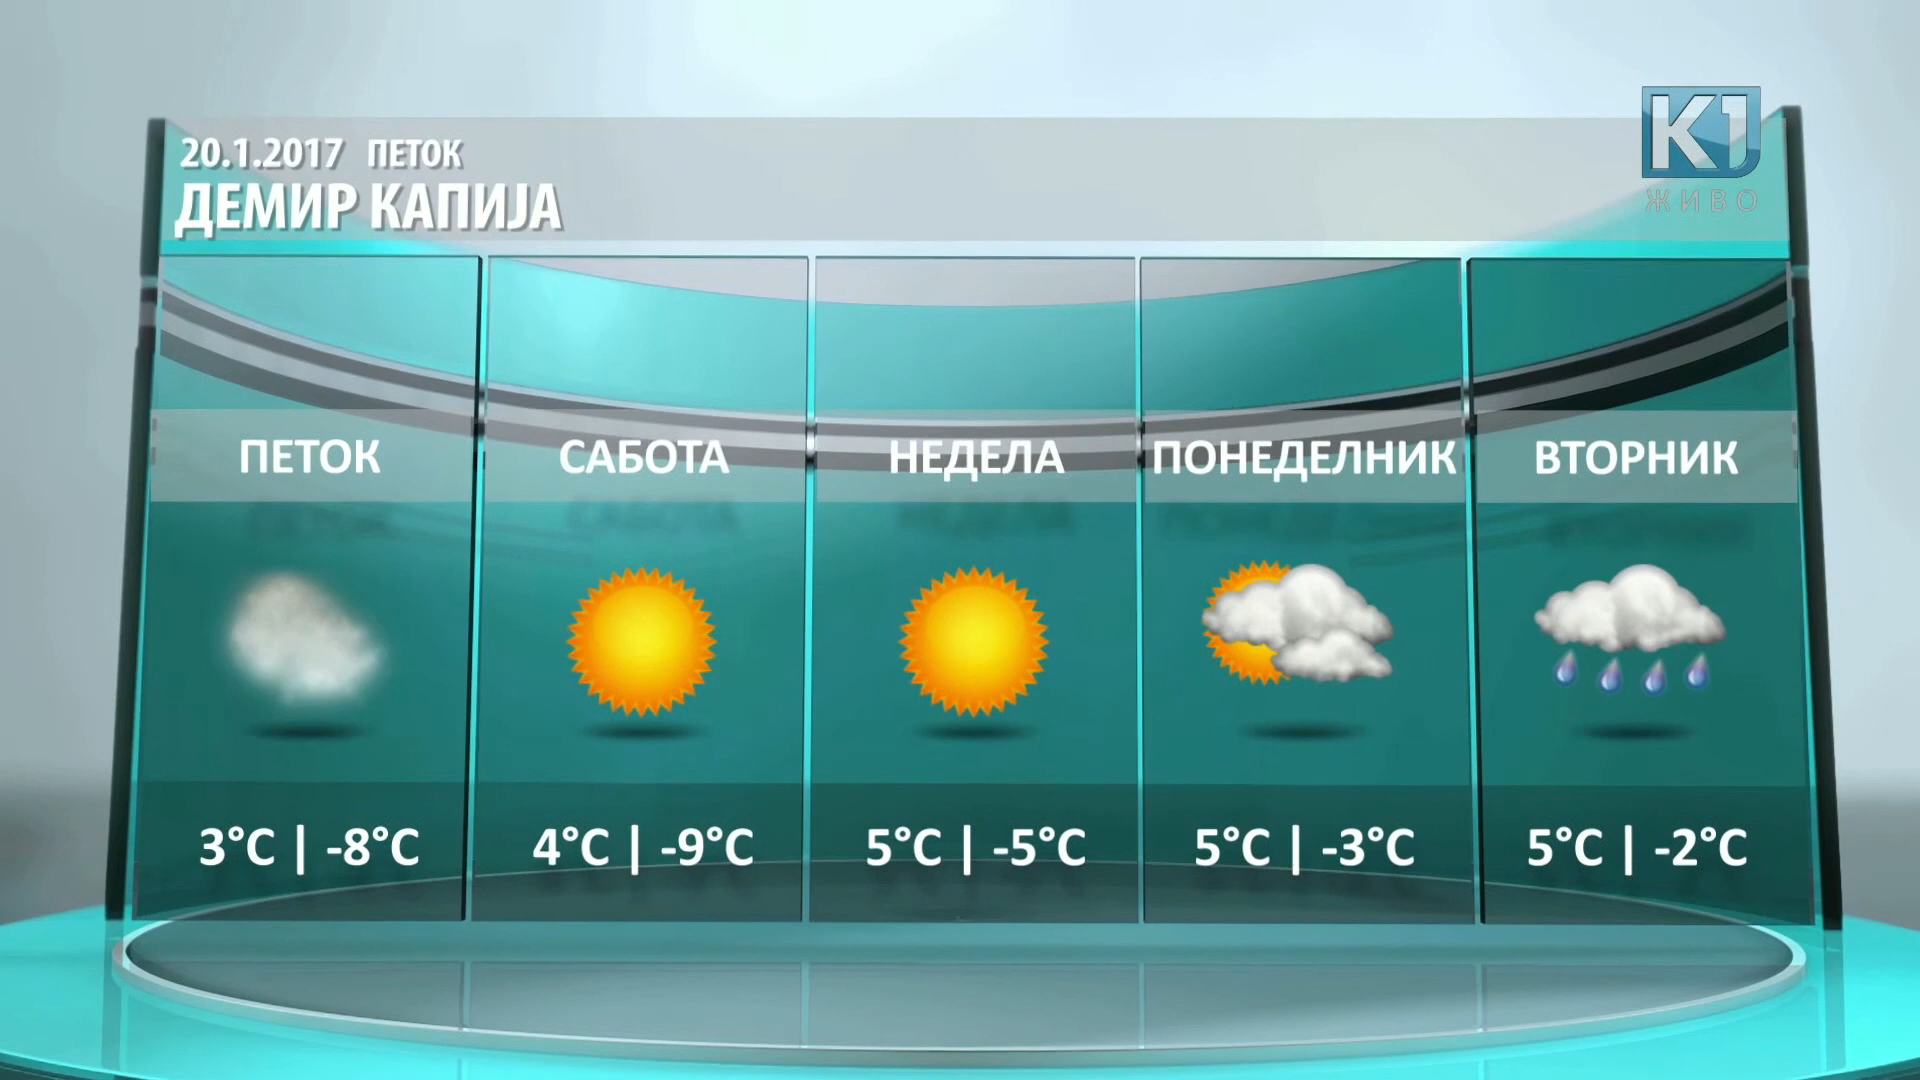 20.1.2017 ПЕТОК
ДЕМИР КАПИЈА
K1
ЖИВО
ПЕТОК
САБОТА
НЕДЕЛА
ПОНЕДЕЛНИК
ВТОРНИК
3°C | -8°C
4°C | -9°C
5°C | -5°C
5°C | -3°C
5°C | -2°C